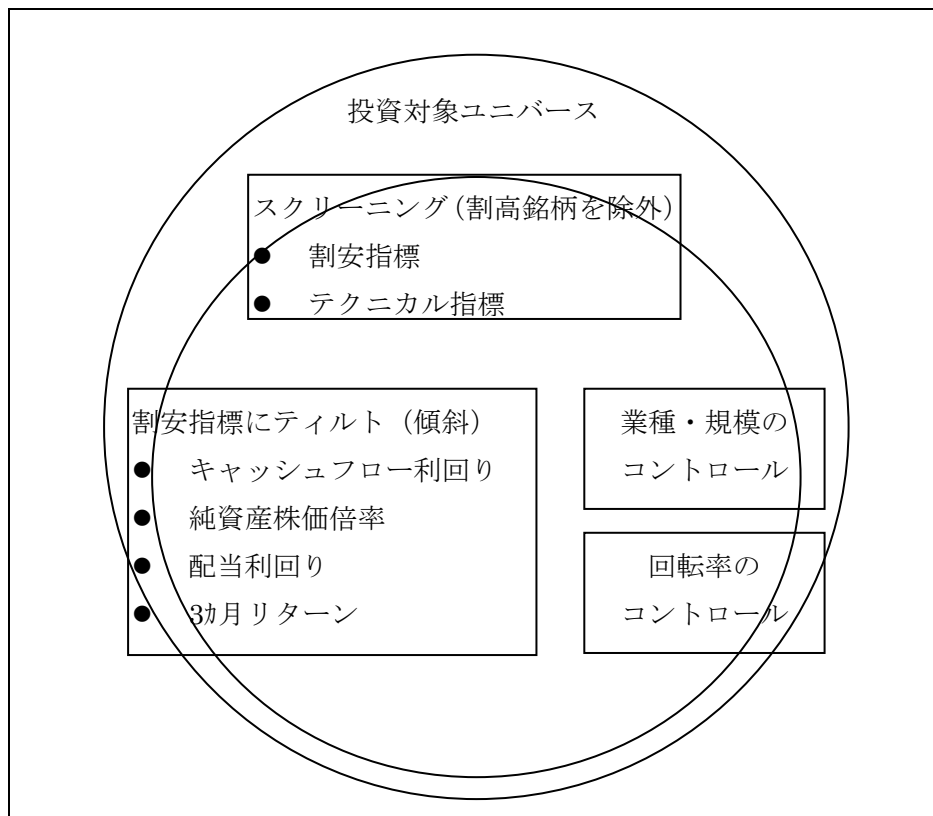 投資対象ユニバース
スクリーニング（割高銘柄を除外）
● 割安指標
● テクニカル指標
割安指標にティルト（傾斜）
● キャッシュフロー利回り
● 純資産株価倍率
● 配当利回り
● 3ｶ月リターン
業種・規模の
コントロール
回転率の
コントロール